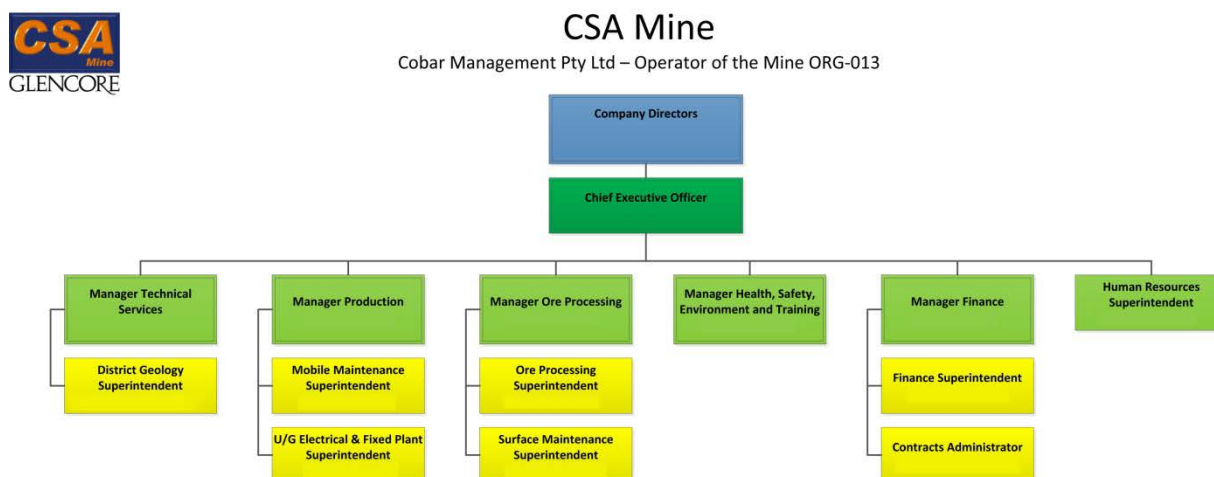 CSA
Mine
GLENCORE
CSA Mine
Cobar Management Pty Ltd – Operator of the Mine ORG-013
Company Directors
Chief Executive Officer
Manager Technical
Services
Manager Production
Manager Ore Processing
Manager Health, Safety,
Environment and Training
Manager Finance
Human Resources
Superintendent
District Geology
Superintendent
Mobile Maintenance
Superintendent
Ore Processing
Superintendent
Finance Superintendent
U/G Electrical & Fixed Plant
Superintendent
Surface Maintenance
Superintendent
Contracts Administrator